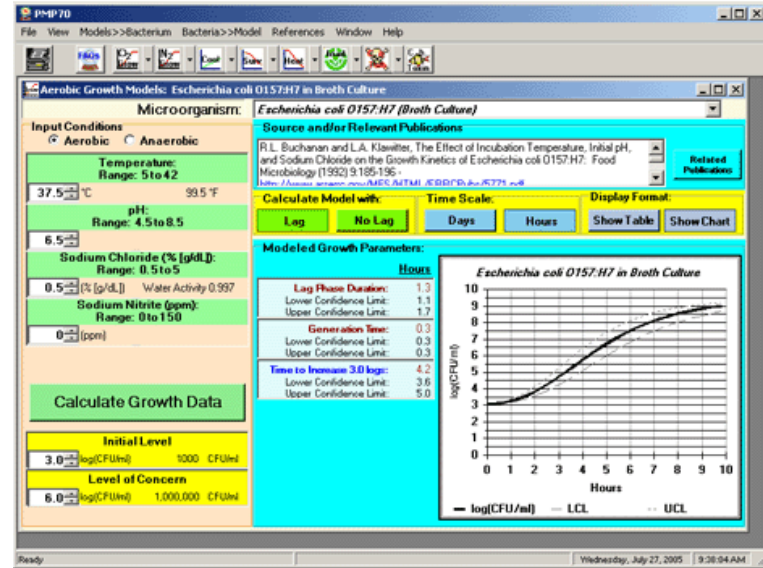 PMP70
File View Models>>Bacterium Bacteria>>Model References Window Help
FAQs
Aerobic Growth Models: Escherichia coli O157:H7 in Broth Culture
Microorganism: Escherichia coli O157:H7 (Broth Culture)
Input Conditions
Aerobic Anaerobic
Temperature:
Range: 5to42
37.5 °C 99.5 °F
pH:
Range: 4.5to8.5
6.5
Sodium Chloride (% [g/dL]):
Range: 0.5to5
0.5 (% [g/dL]) Water Activity 0.997
Sodium Nitrite (ppm):
Range: 0to150
0 (ppm)
Calculate Growth Data
Initial Level
3.0 log(CFU/ml) 1000 CFU/ml
Level of Concern
6.0 log(CFU/ml) 1,000,000 CFU/ml
Source and/or Relevant Publications
R.L. Buchanan and L.A. Klawitter, The Effect of Incubation Temperature, Initial pH,
and Sodium Chloride on the Growth Kinetics of Escherichia coli O157:H7: Food
Microbiology (1992) 9:185-196 -
Related
Publications
Calculate Model with: Time Scale: Display Format:
Lag No Lag Days Hours Show Table Show Chart
Modeled Growth Parameters:
Hours
Lag Phase Duration: 1.3
Lower Confidence Limit: 1.1
Upper Confidence Limit: 1.7
Generation Time: 0.3
Lower Confidence Limit: 0.3
Upper Confidence Limit: 0.3
Time to Increase 3.0 logs: 4.2
Lower Confidence Limit: 3.6
Upper Confidence Limit: 5.0
Escherichia coli O157:H7 in Broth Culture
log(CFU/ml)
10
9
8
7
6
5
4
3
2
1
0
0 1 2 3 4 5 6 7 8 9 10
Hours
log(CFU/ml) LCL UCL
Ready Wednesday, July 27, 2005 9:38:04 AM